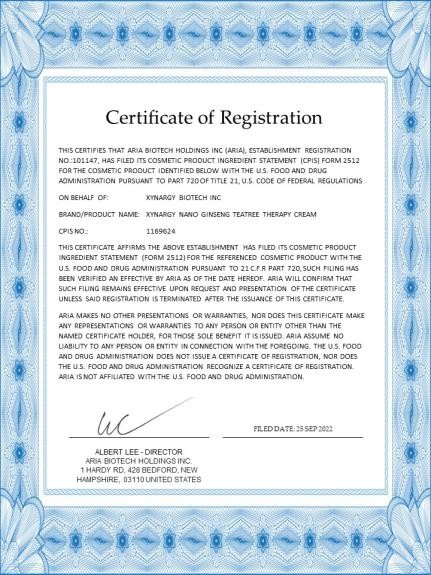 Certificate of Registration
THIS CERTIFIES THAT ARIA BIOTECH HOLDINGS INC (ARIA), ESTABLISHMENT REGISTRATION
NO.:101147, HAS FILED ITS COSMETIC PRODUCT INGREDIENT STATEMENT (CPIS) FORM 2512
FOR THE COSMETIC PRODUCT IDENTIFIED BELOW WITH THE U.S. FOOD AND DRUG
ADMINISTRATION PURSUANT TO PART 720 OF TITLE 21, U.S. CODE OF FEDERAL REGULATIONS
ON BEHALF OF: XYNARGY BIOTECH INC
BRAND/PRODUCT NAME: XYNARGY NANO GINSENG TEATREE THERAPY CREAM
CPIS NO.: 1169624
THIS CERTIFICATE AFFIRMS THE ABOVE ESTABLISHMENT HAS FILED ITS COSMETIC PRODUCT
INGREDIENT STATEMENT (FORM 2512) FOR THE REFERENCED COSMETIC PRODUCT WITH THE
U.S. FOOD AND DRUG ADMINISTRATION PURSUANT TO 21 C.F.R PART 720, SUCH FILING HAS
BEEN VERIFIED AN EFFECTIVE BY ARIA AS OF THE DATE HEREOF. ARIA WILL CONFIRM THAT
SUCH FILING REMAINS EFFECTIVE UPON REQUEST AND PRESENTATION OF THE CERTIFICATE
UNLESS SAID REGISTRATION IS TERMINATED AFTER THE ISSUANCE OF THIS CERTIFICATE.
ARIA MAKES NO OTHER PRESENTATIONS OR WARRANTIES, NOR DOES THIS CERTIFICATE MAKE
ANY REPRESENTATIONS OR WARRANTIES TO ANY PERSON OR ENTITY OTHER THAN THE
NAMED CERTIFICATE HOLDER, FOR THOSE SOLE BENEFIT IT IS ISSUED. ARIA ASSUME NO
LIABILITY TO ANY PERSON OR ENTITY IN CONNECTION WITH THE FOREGOING. THE U.S. FOOD
AND DRUG ADMINISTRATION DOES NOT ISSUE A CERTIFICATE OF REGISTRATION, NOR DOES
THE U.S. FOOD AND DRUG ADMINISTRATION RECOGNIZE A CERTIFICATE OF REGISTRATION.
ARIA IS NOT AFFILIATED WITH THE U.S. FOOD AND DRUG ADMINISTRATION.
FILED DATE: 25 SEP 2022
ALBERT LEE - DIRECTOR
ARIA BIOTECH HOLDINGS INC.
1 HARDY RD, 428 BEDFORD, NEW
HAMPSHIRE, 03110 UNITED STATES